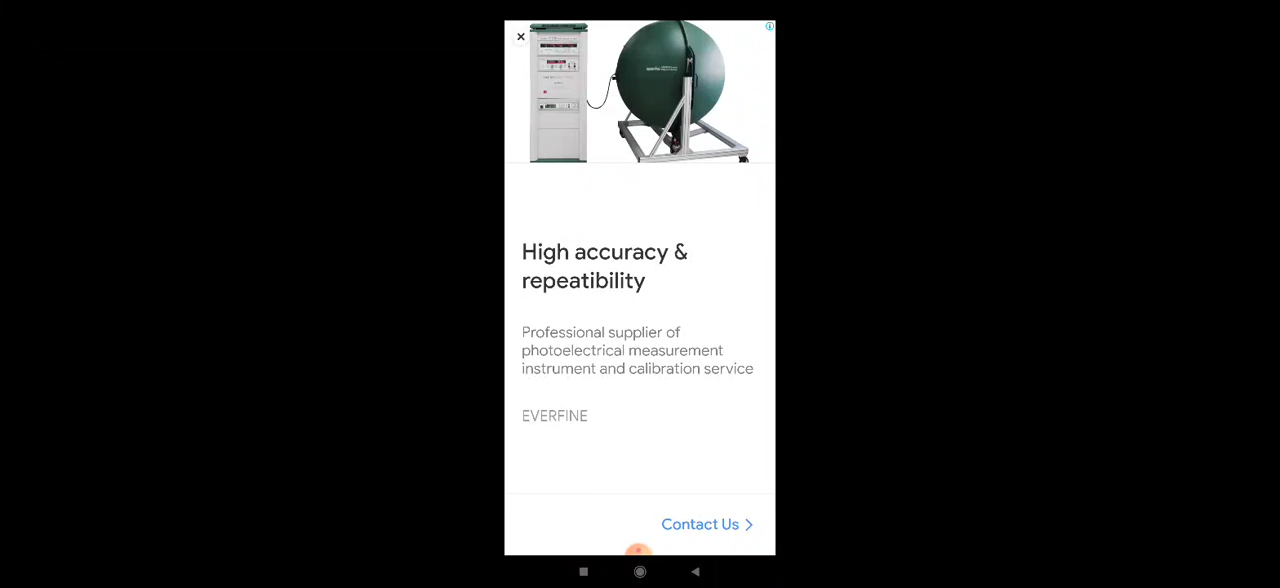 High accuracy &
repeatibility
Professional supplier of
photoelectrical measurement
instrument and calibration service
EVERFINE
Contact Us